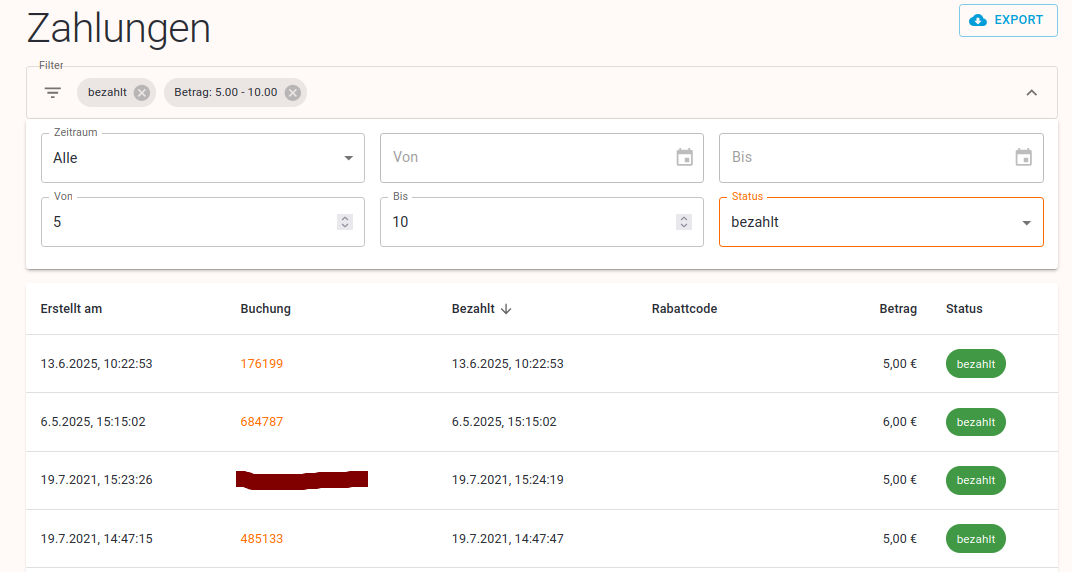 Zahlungen
EXPORT
Filter
bezahlt Betrag: 5.00 - 10.00
Zeitraum
Alle Von Bis
Von Bis Status
5 10 bezahlt
Erstellt am Buchung Bezahlt Rabattcode Betrag Status
13.6.2025, 10:22:53 176199 13.6.2025, 10:22:53 5,00 € bezahlt
6.5.2025, 15:15:02 684787 6.5.2025, 15:15:02 6,00 € bezahlt
19.7.2021, 15:23:26 19.7.2021, 15:24:19 5,00 € bezahlt
19.7.2021, 14:47:15 485133 19.7.2021, 14:47:47 5,00 € bezahlt